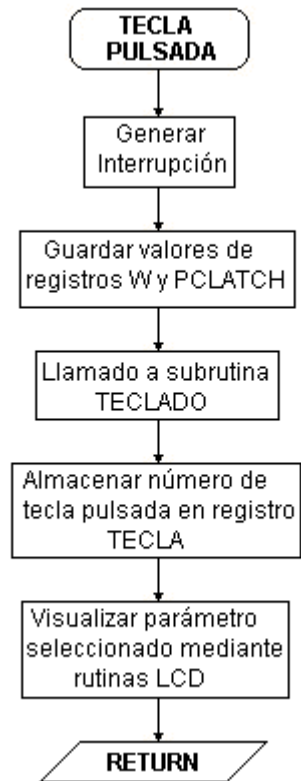 TECLA
PULSADA
Generar
Interrupción
Guardar valores de
registros W y PCLATCH
Llamado a subrutina
TECLADO
Almacenar número de
tecla pulsada en registro
TECLA
Visualizar parámetro
seleccionado mediante
rutinas LCD
RETURN